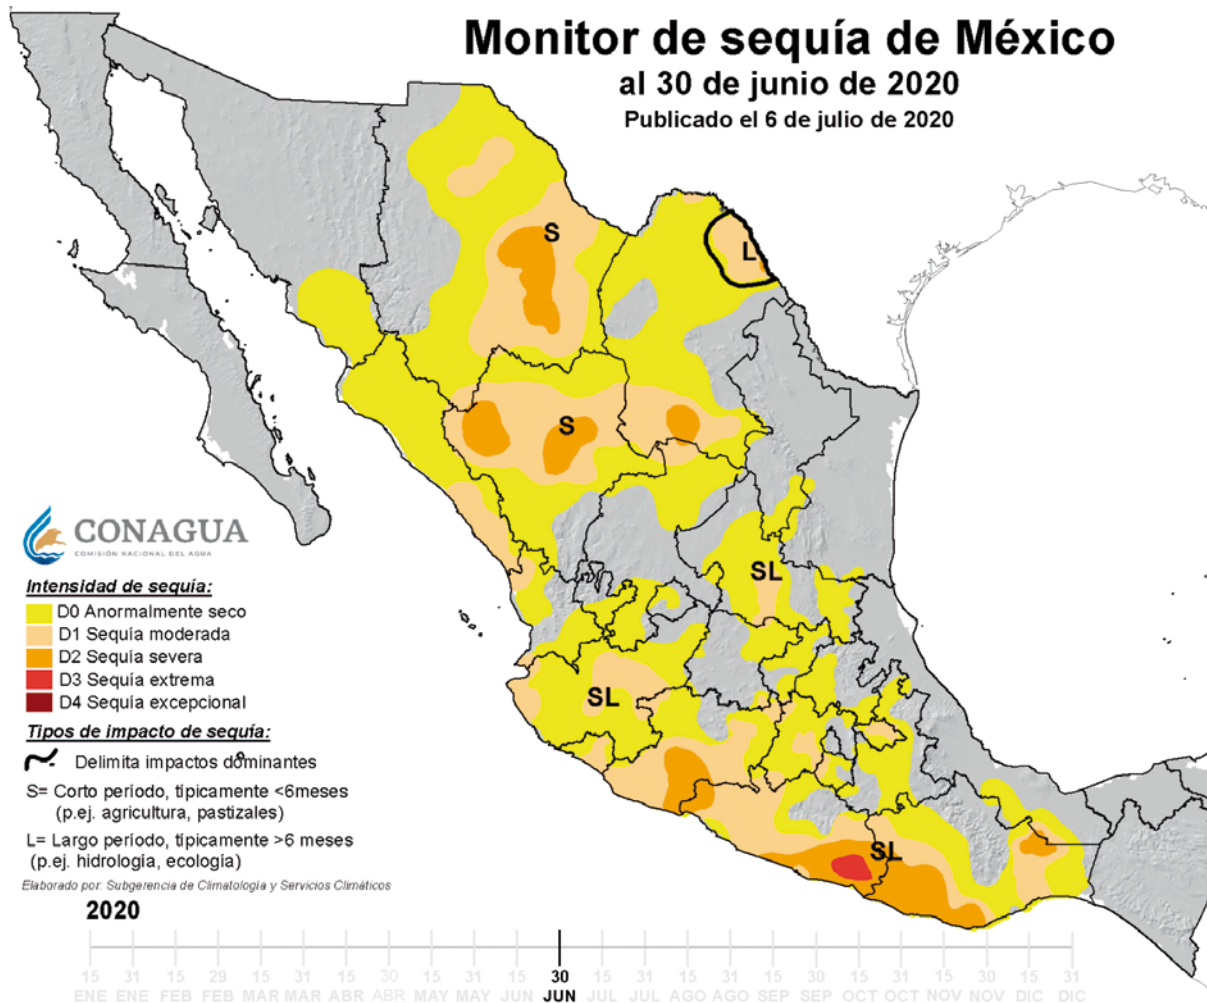 Monitor de sequía de México
al 30 de junio de 2020
Publicado el 6 de julio de 2020
S
L
S
SL
SL
SL
CONAGUA
COMISIÓN NACIONAL DEL AGUA
Intensidad de sequía:
D0 Anormalmente seco
D1 Sequía moderada
D2 Sequía severa
D3 Sequía extrema
D4 Sequía excepcional
Tipos de impacto de sequía:
Delimita impactos dominantes
S= Corto período, típicamente <6meses
(p.ej. agricultura, pastizales)
L= Largo período, típicamente >6 meses
(p.ej. hidrología, ecología)
Elaborado por: Subgerencia de Climatología y Servicios Climáticos
2020
15 31 15 29 15 31 15 30 15 31 15 30 15 31 15 31 15 30 15 31 15 30 15 31
ENE ENE FEB FEB MAR MAR ABR ABR MAY MAY JUN JUN JUL JUL AGO AGO SEP SEP OCT OCT NOV NOV DIC DIC